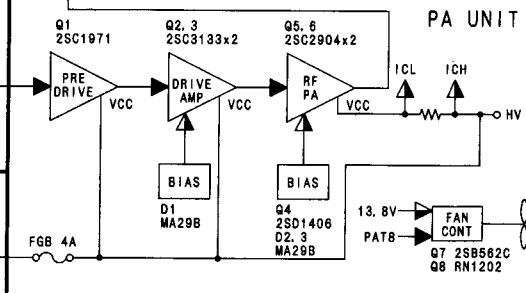 PA UNIT
Q1
2SC1971
Q2, 3
2SC3133x2
Q5, 6
2SC2904x2
PRE
DRIVE
VCC
DRIVE
AMP
VCC
RF
PA
VCC
ICL
ICH
HV
BIAS
D1
MA29B
BIAS
Q4
2SD1406
D2, 3
MA29B
13, 8V
PAT8
FAN
CONT
Q7 2SB562C
Q8 RN1202
FGB 4A